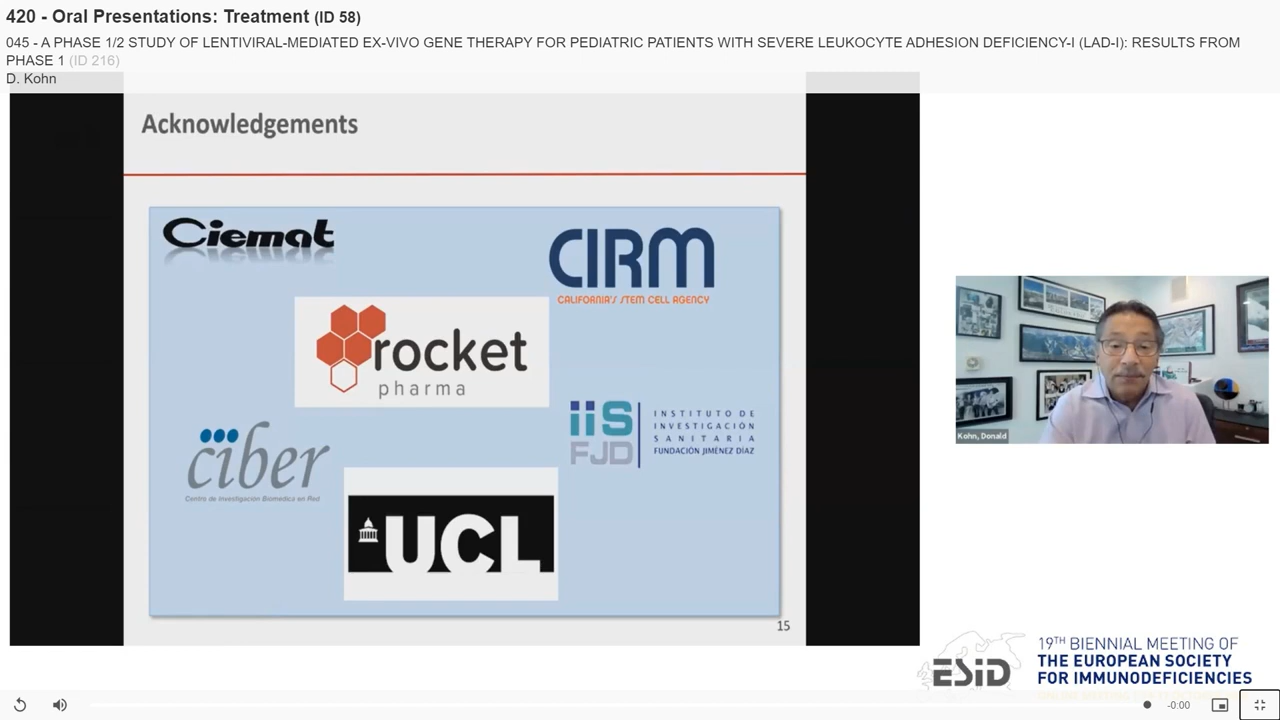 420 - Oral Presentations: Treatment (ID 58)
045 - A PHASE 1/2 STUDY OF LENTIVIRAL-MEDIATED EX-VIVO GENE THERAPY FOR PEDIATRIC PATIENTS WITH SEVERE LEUKOCYTE ADHESION DEFICIENCY-I (LAD-I): RESULTS FROM
PHASE 1 (ID 216)
D. Kohn
Acknowledgements
Ciemat
CIRM
CALIFORNIA'S STEM CELL AGENCY
rocket
pharma
ciber
Centro de Investigación Biomedica en Red
iiS
FJD
INSTITUTO DE
INVESTIGACIÓN
SANITARIA
FUNDACIÓN JIMÉNEZ DÍAZ
UCL
15
Kohn, Donald
ESiD
19TH BIENNIAL MEETING OF
THE EUROPEAN SOCIETY
FOR IMMUNODEFICIENCIES
-0:00